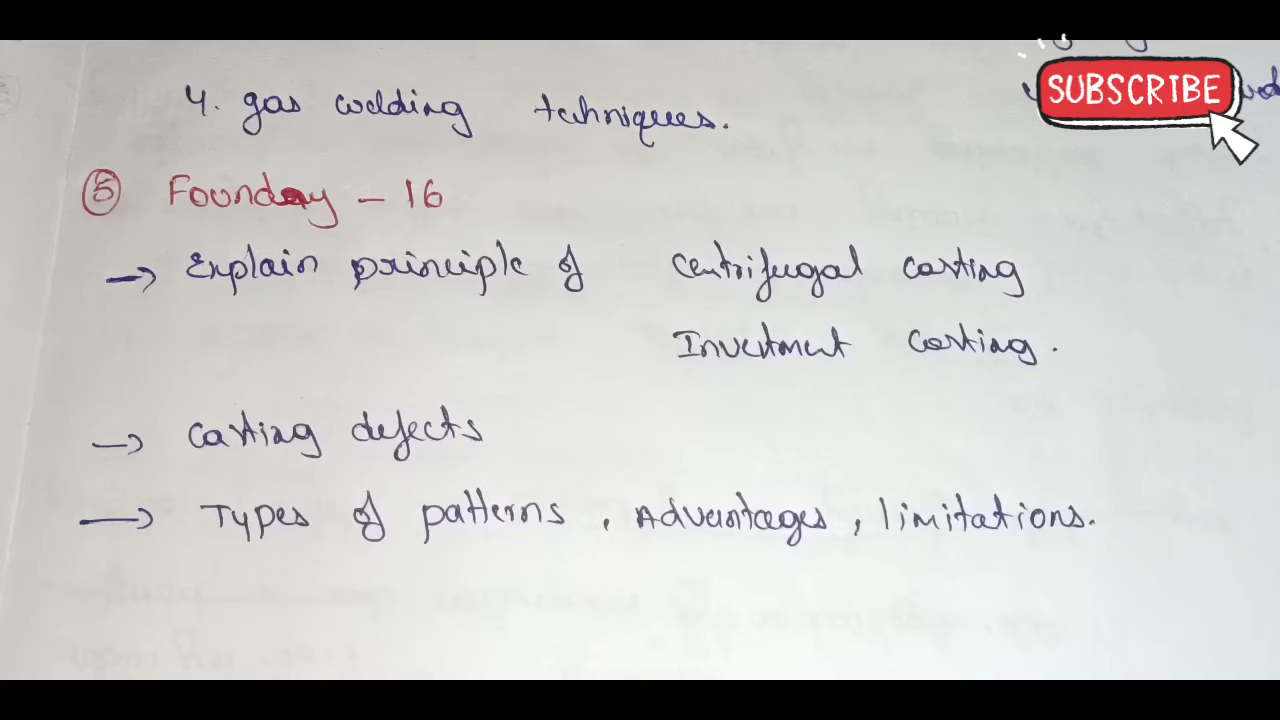 SUBSCRIBE
4. gas welding techniques.
⑤ Foundry - 16
→ Explain principle of Centrifugal casting
Investment casting.
→ Casting defects
→ Types of patterns, Advantages, limitations.